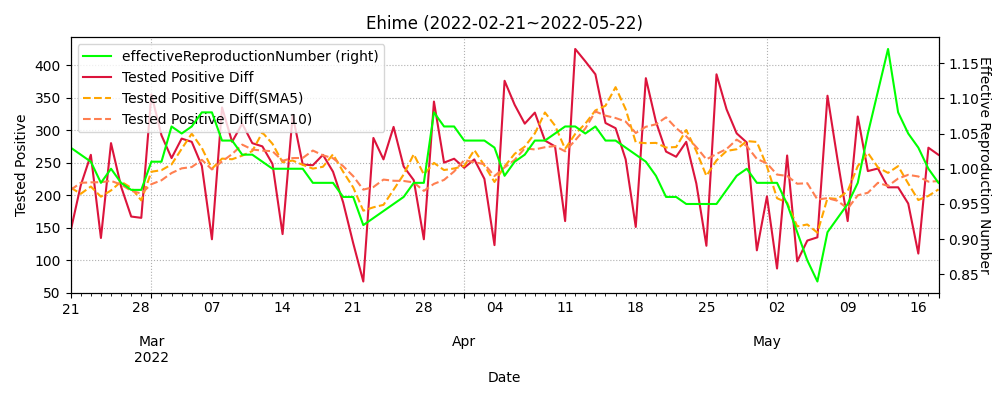 Ehime (2022-02-21~2022-05-22)
effectiveReproductionNumber (right)
Tested Positive Diff
Tested Positive Diff(SMA5)
Tested Positive Diff(SMA10)
Tested Positive
400
350
300
250
200
150
100
50
1.15
1.10
1.05
1.00
0.95
0.90
0.85
Effective Reproduction Number
21 28 07 14 21 28 04 11 18 25 02 09 16
Mar Apr May
2022
Date